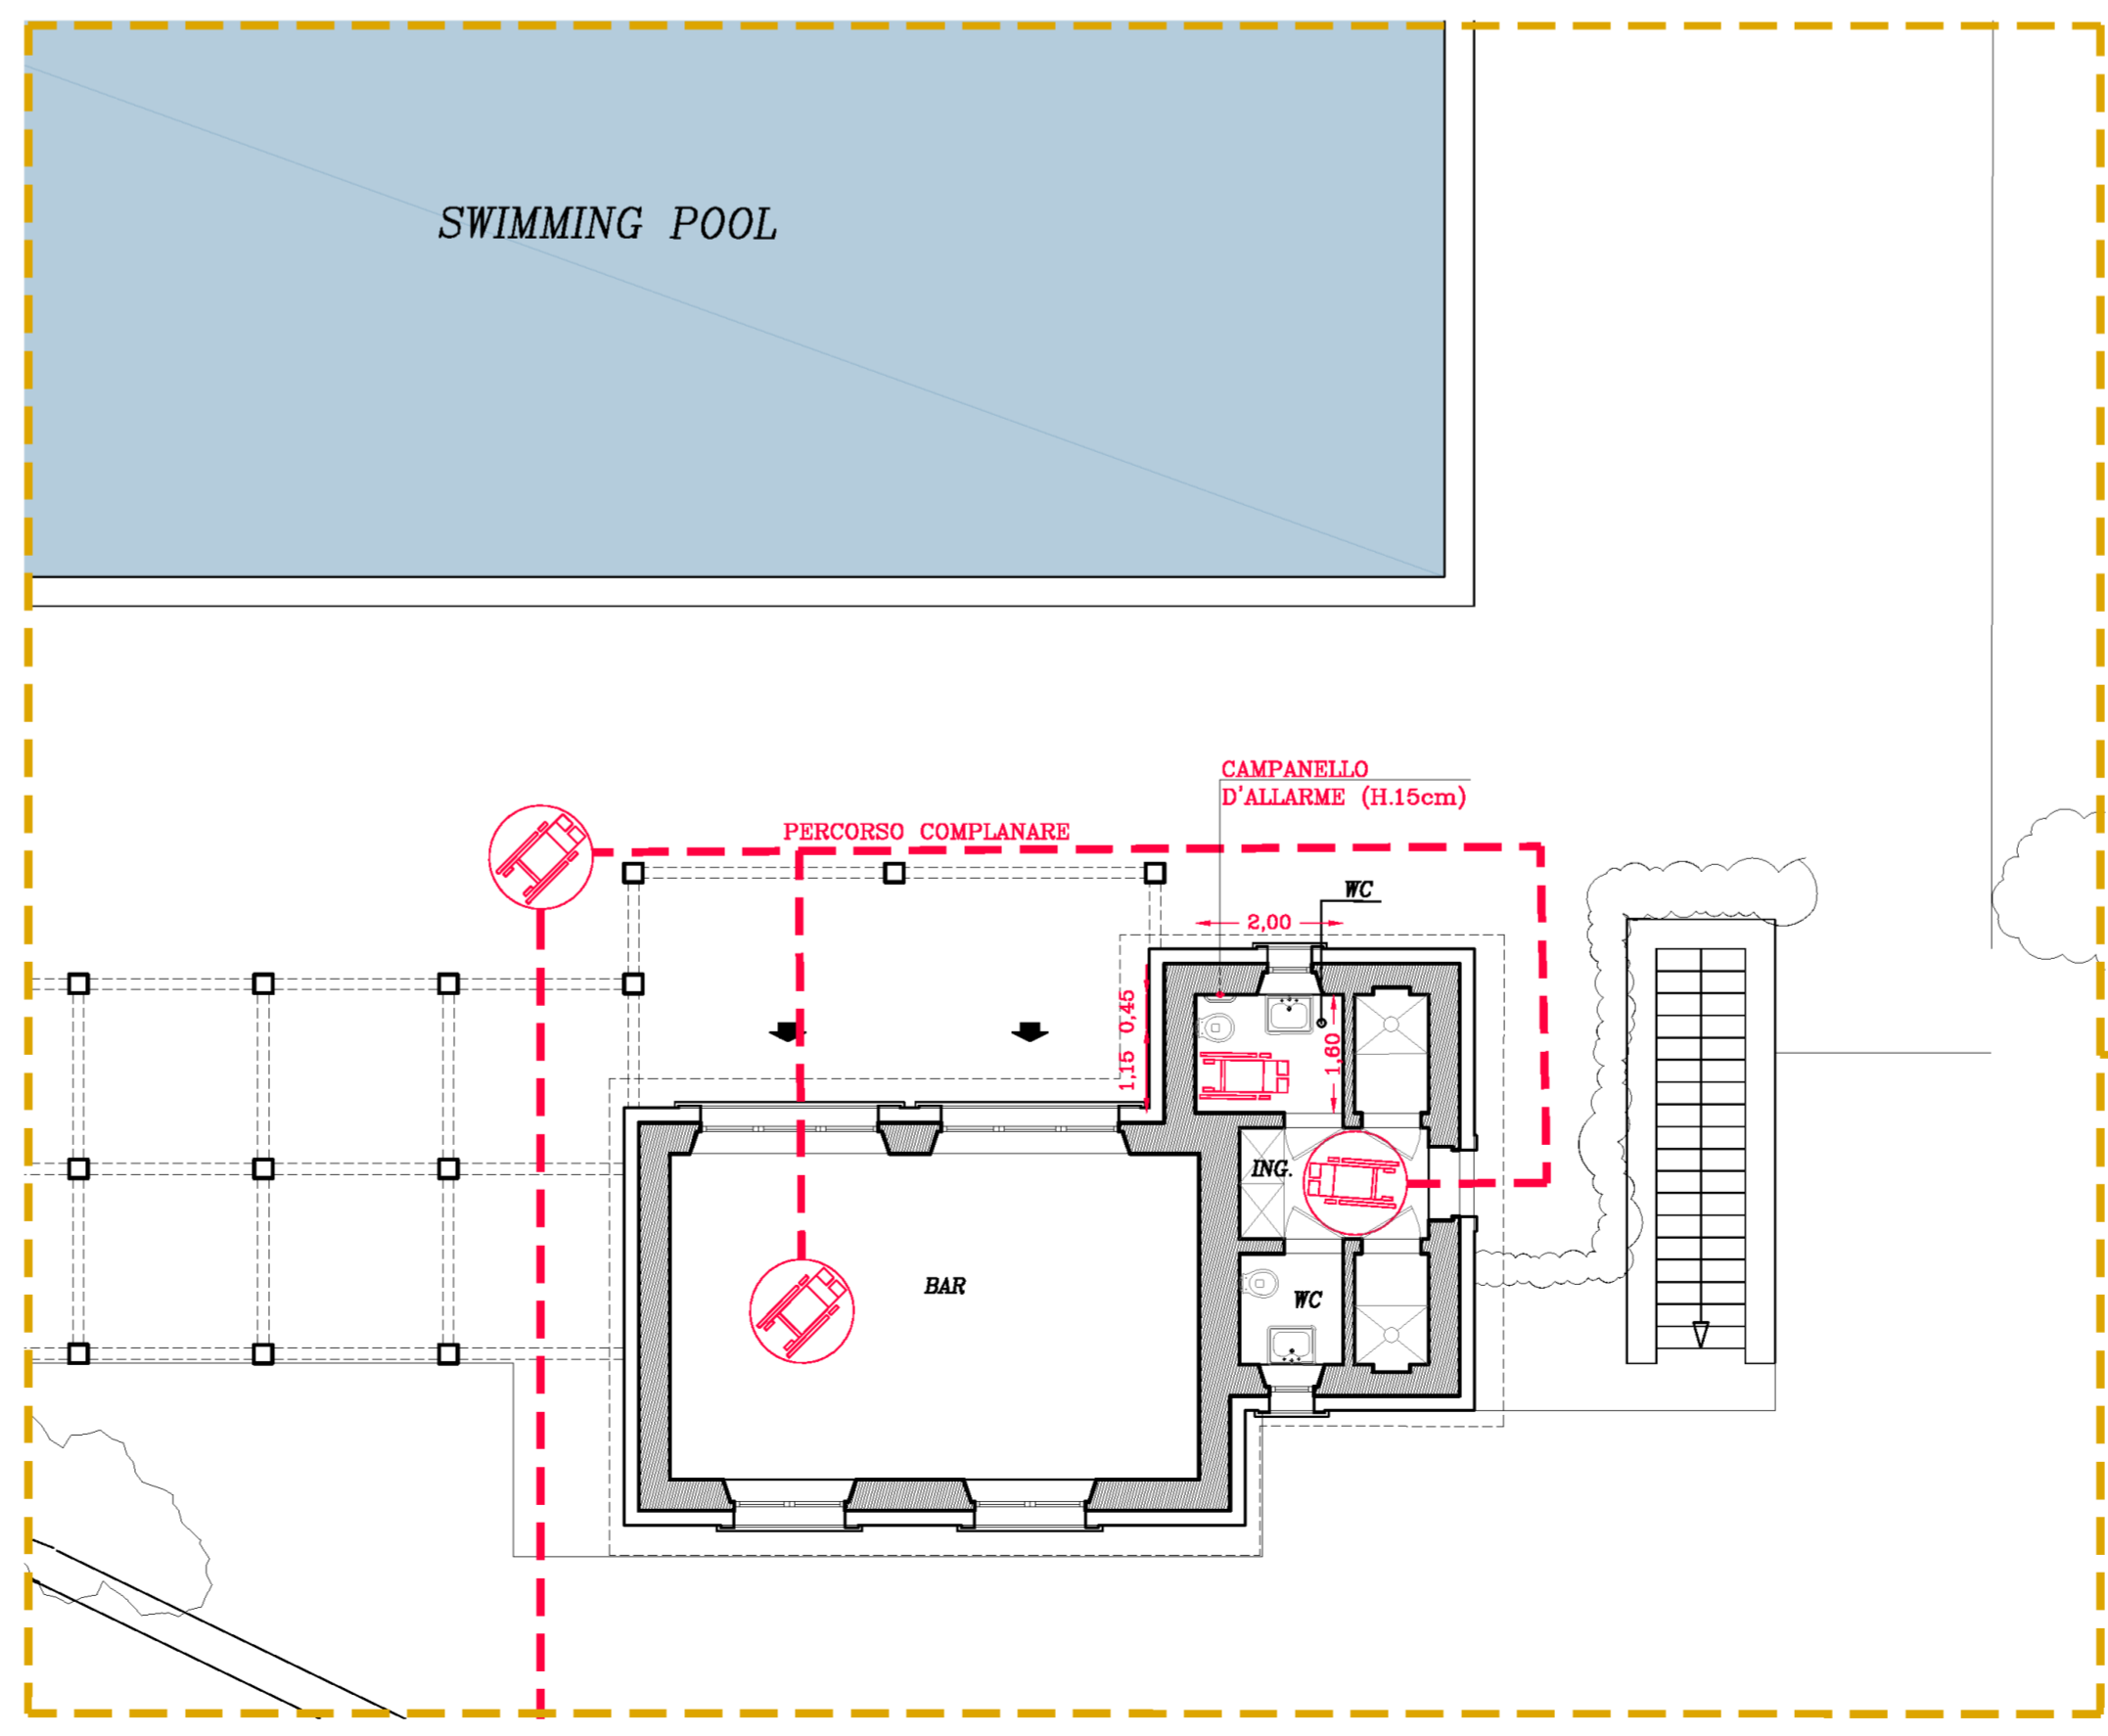 SWIMMING POOL
CAMPANELLO
D'ALLARME (H.15cm)
PERCORSO COMPLANARE
WC
2,00
0,45
1,15
1,60
ING.
BAR
WC